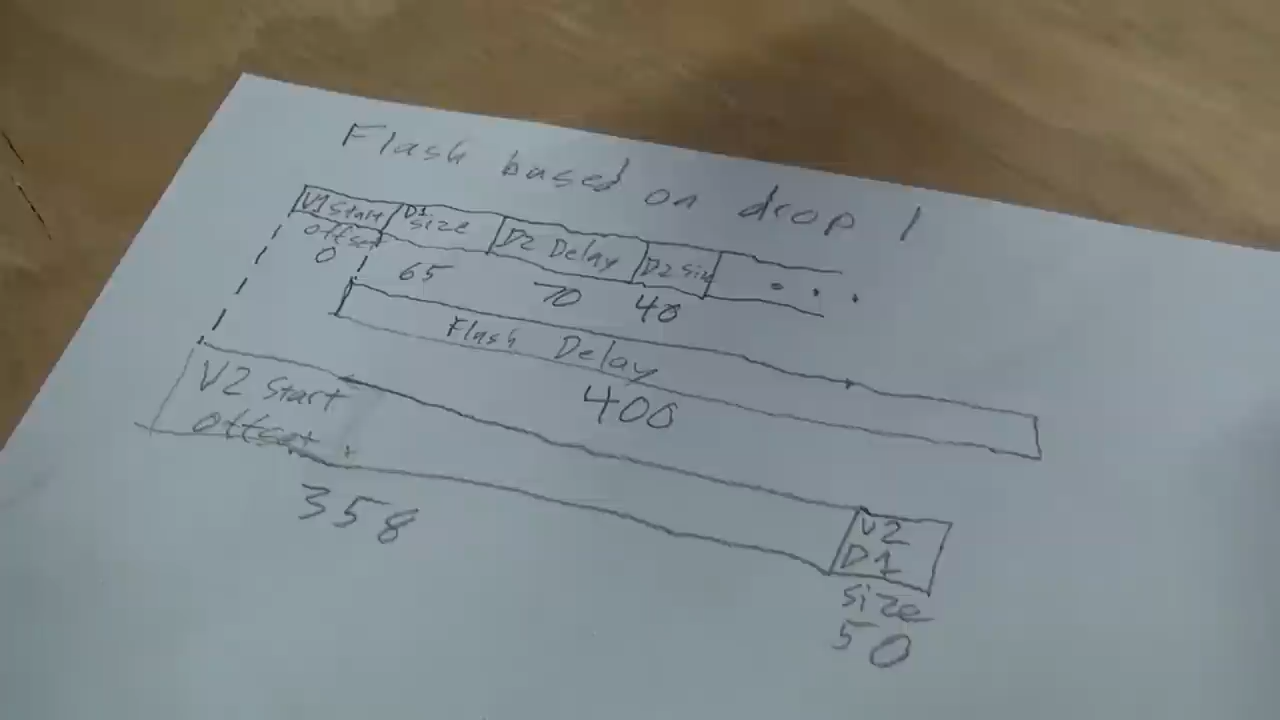 Flash based on drop 1
V1 Start offset D1 size D2 Delay D2 Siz ...
0 65 70 40
Flash Delay
400
V2 Start
offset
358
V2
D1
size
50